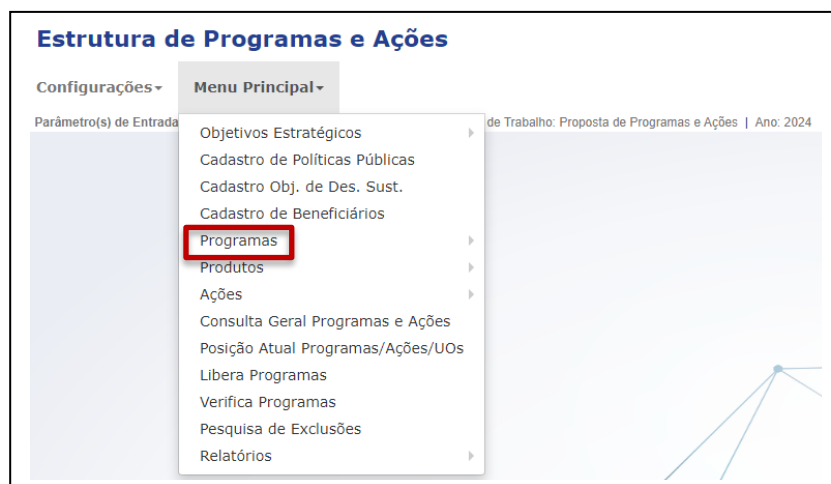 Estrutura de Programas e Ações
Configurações Menu Principal
Parâmetro(s) de Entrada de Trabalho: Proposta de Programas e Ações | Ano: 2024
Objetivos Estratégicos
Cadastro de Políticas Públicas
Cadastro Obj. de Des. Sust.
Cadastro de Beneficiários
Programas
Produtos
Ações
Consulta Geral Programas e Ações
Posição Atual Programas/Ações/UOs
Libera Programas
Verifica Programas
Pesquisa de Exclusões
Relatórios